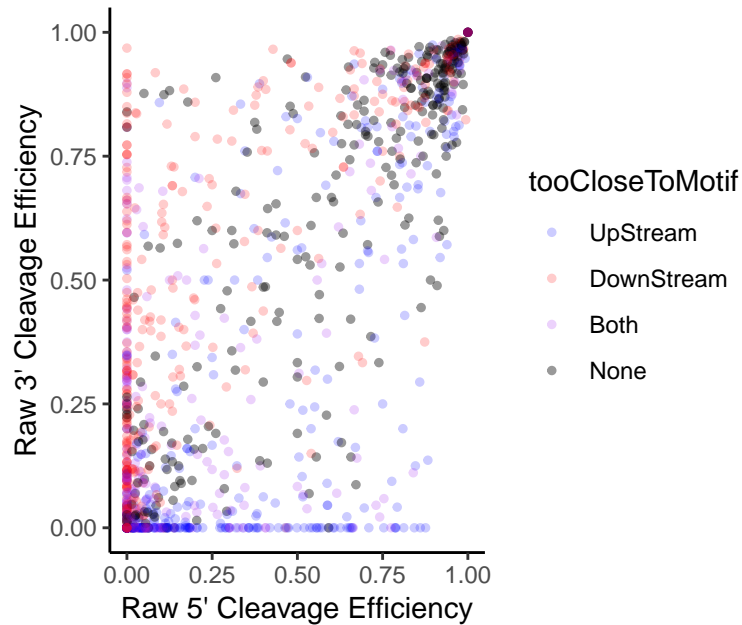 1.00
0.75
0.50
0.25
0.00
Raw 3' Cleavage Efficiency
0.00 0.25 0.50 0.75 1.00
Raw 5' Cleavage Efficiency
tooCloseToMotif
UpStream
DownStream
Both
None